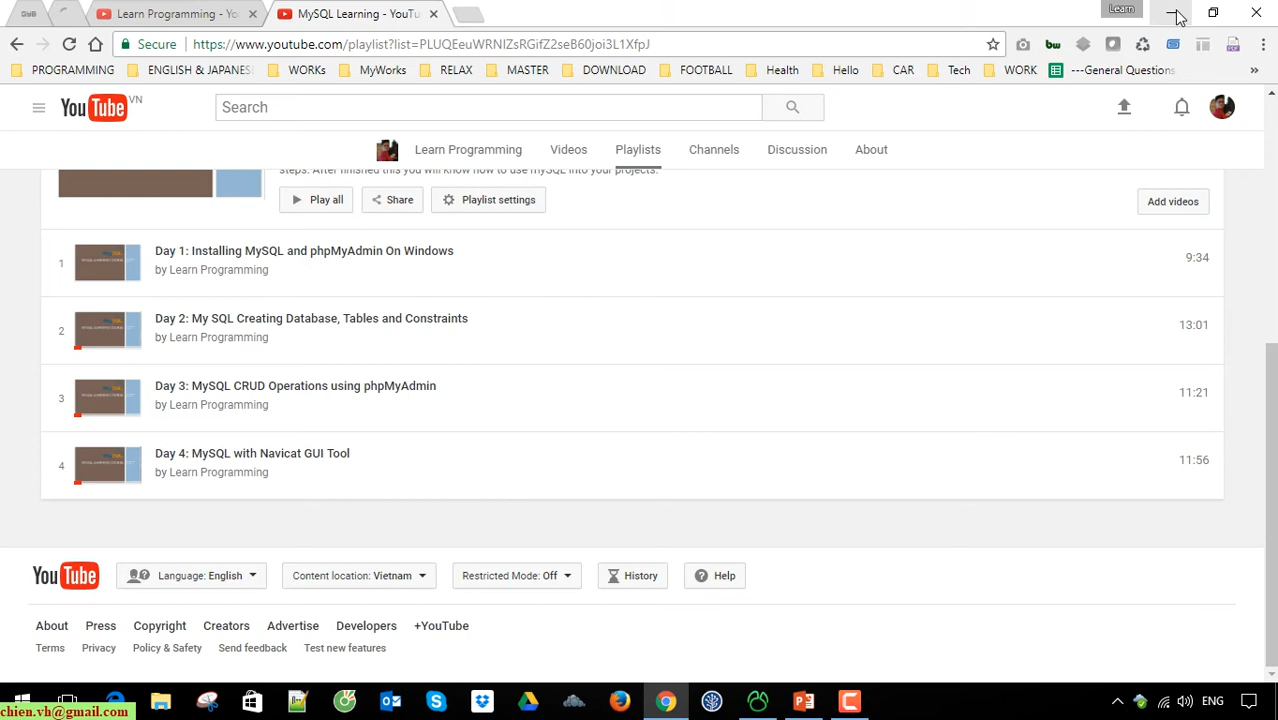 GYB
Learn Programming - Yo
MySQL Learning - YouTu
Learn
Secure
https://www.youtube.com/playlist?list=PLUQEeuWRNIZsRGifZ2seB60joi3L1XfpJ
PROGRAMMING
ENGLISH & JAPANES
WORKs
MyWorks
RELAX
MASTER
DOWNLOAD
FOOTBALL
Health
Hello
CAR
Tech
WORK
---General Questions
YouTube VN
Search
Learn Programming
Videos
Playlists
Channels
Discussion
About
steps. After finished this you will know how to use mySQL into your projects.
Play all
Share
Playlist settings
Add videos
1
Day 1: Installing MySQL and phpMyAdmin On Windows
by Learn Programming
9:34
2
Day 2: My SQL Creating Database, Tables and Constraints
by Learn Programming
13:01
3
Day 3: MySQL CRUD Operations using phpMyAdmin
by Learn Programming
11:21
4
Day 4: MySQL with Navicat GUI Tool
by Learn Programming
11:56
YouTube
Language: English
Content location: Vietnam
Restricted Mode: Off
History
Help
About
Press
Copyright
Creators
Advertise
Developers
+YouTube
Terms
Privacy
Policy & Safety
Send feedback
Test new features
ENG
chien.vh@gmail.com